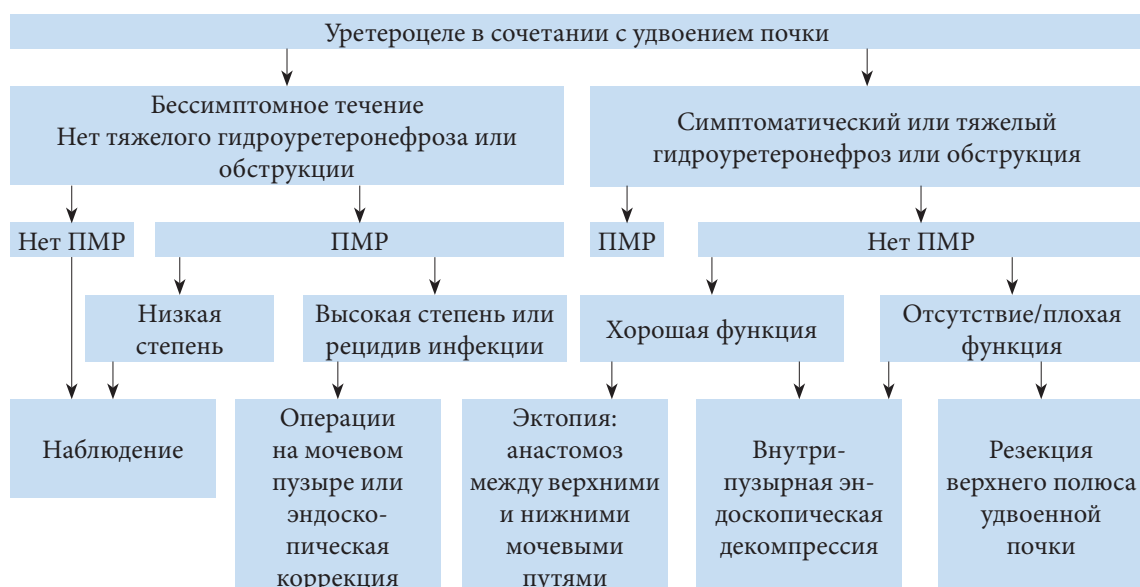 Уретероцеле в сочетании с удвоением почки
Бессимптомное течение
Нет тяжелого гидроуретеронефроза или
обструкции
Симптоматический или тяжелый
гидроуретеронефроз или обструкция
Нет ПМР
ПМР
ПМР
Нет ПМР
Низкая
степень
Высокая степень или
рецидив инфекции
Хорошая функция
Отсутствие/плохая
функция
Наблюдение
Операции
на мочевом
пузыре или
эндоско-
пическая
коррекция
Эктопия:
анастомоз
между верхними
и нижними
мочевыми
путями
Внутри-
пузырная эн-
доскопическая
декомпрессия
Резекция
верхнего полюса
удвоенной
почки